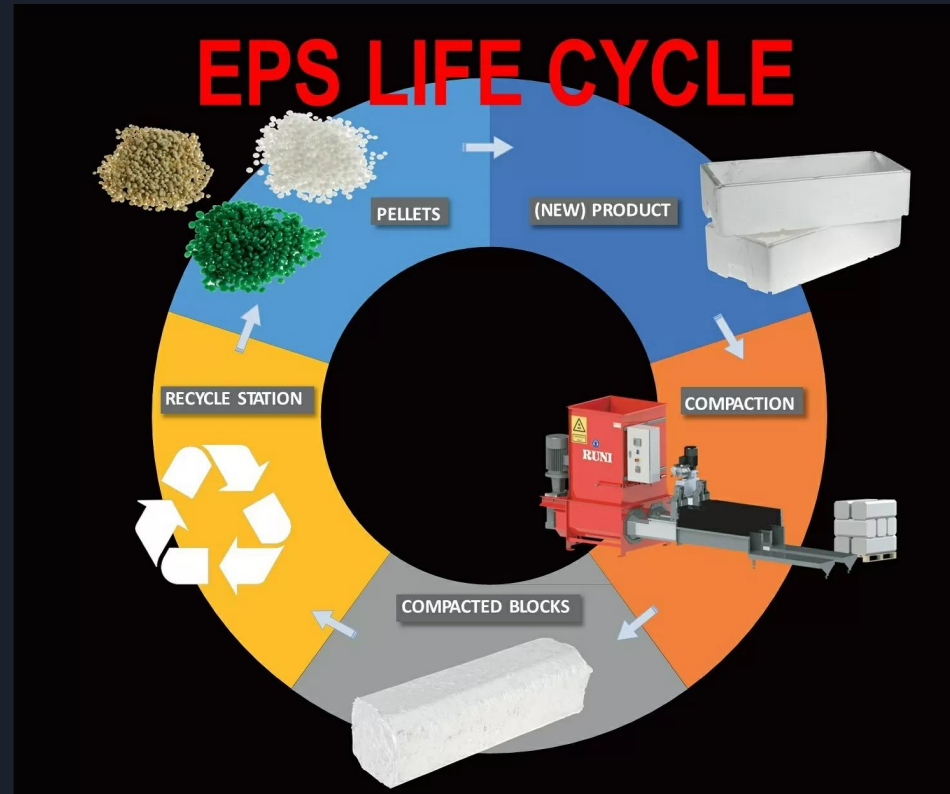 EPS LIFE CYCLE
PELLETS
(NEW) PRODUCT
RECYCLE STATION
COMPACTION
RUNI
COMPACTED BLOCKS